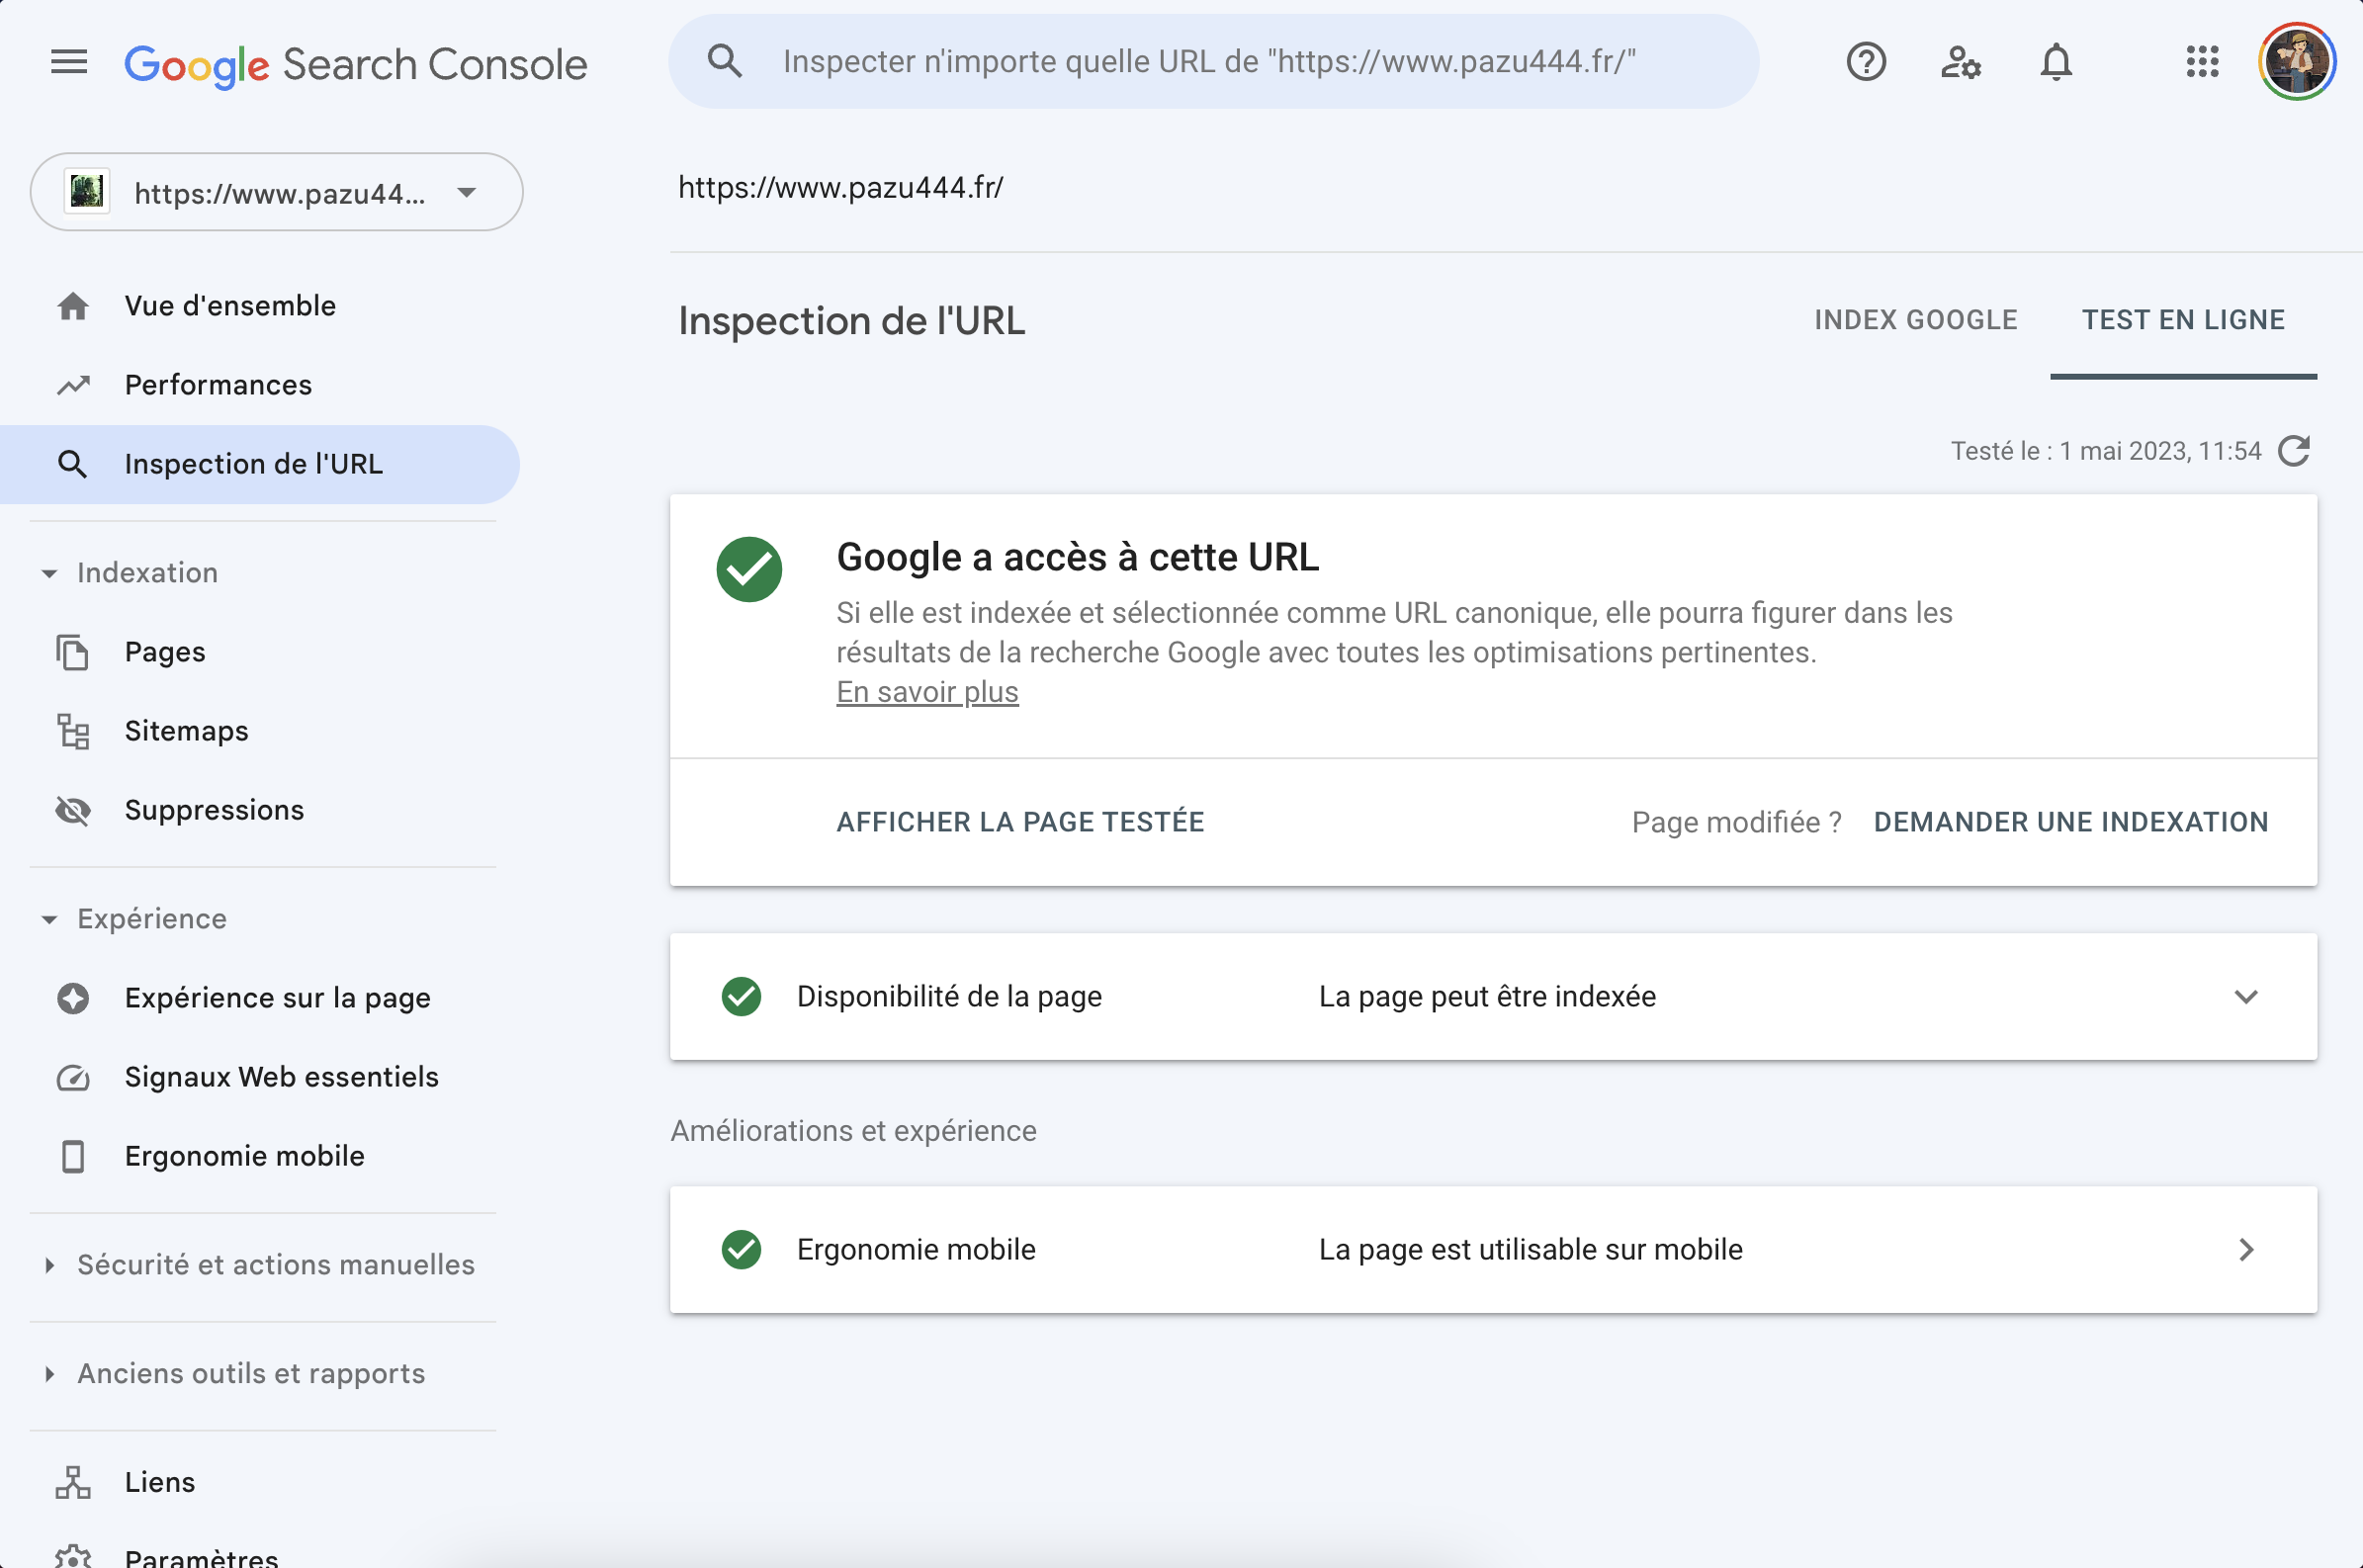 Google Search Console
Inspecter n'importe quelle URL de "https://www.pazu444.fr/"
https://www.pazu44...
https://www.pazu444.fr/
Vue d'ensemble
Performances
Inspection de l'URL
Indexation
Pages
Sitemaps
Suppressions
Expérience
Expérience sur la page
Signaux Web essentiels
Ergonomie mobile
Sécurité et actions manuelles
Anciens outils et rapports
Liens
Paramètres
Inspection de l'URL
INDEX GOOGLE
TEST EN LIGNE
Testé le : 1 mai 2023, 11:54
Google a accès à cette URL
Si elle est indexée et sélectionnée comme URL canonique, elle pourra figurer dans les
résultats de la recherche Google avec toutes les optimisations pertinentes.
En savoir plus
AFFICHER LA PAGE TESTÉE
Page modifiée ? DEMANDER UNE INDEXATION
Disponibilité de la page
La page peut être indexée
Améliorations et expérience
Ergonomie mobile
La page est utilisable sur mobile